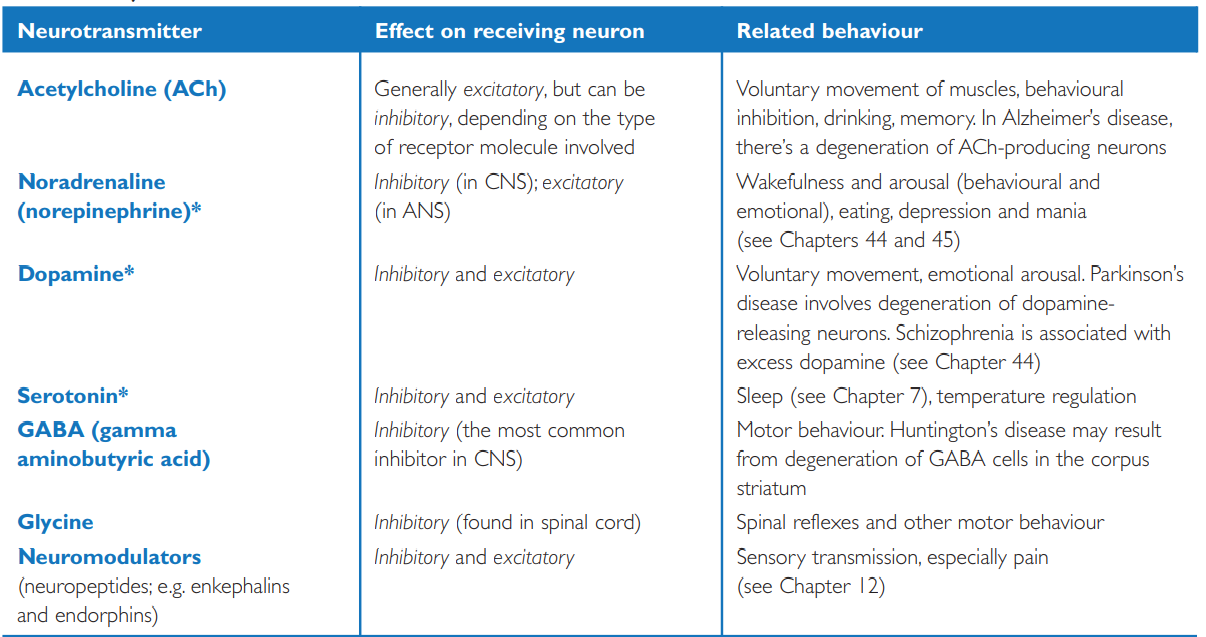 Neurotransmitter
Effect on receiving neuron
Related behaviour
Acetylcholine (ACh)
Generally excitatory, but can be
inhibitory, depending on the type
of receptor molecule involved
Voluntary movement of muscles, behavioural
inhibition, drinking, memory. In Alzheimer's disease,
there's a degeneration of ACh-producing neurons
Noradrenaline
(norepinephrine)*
Inhibitory (in CNS); excitatory
(in ANS)
Wakefulness and arousal (behavioural and
emotional), eating, depression and mania
(see Chapters 44 and 45)
Dopamine*
Inhibitory and excitatory
Voluntary movement, emotional arousal. Parkinson's
disease involves degeneration of dopamine-
releasing neurons. Schizophrenia is associated with
excess dopamine (see Chapter 44)
Serotonin*
Inhibitory and excitatory
Sleep (see Chapter 7), temperature regulation
GABA (gamma
aminobutyric acid)
Inhibitory (the most common
inhibitor in CNS)
Motor behaviour. Huntington's disease may result
from degeneration of GABA cells in the corpus
striatum
Glycine
Inhibitory (found in spinal cord)
Spinal reflexes and other motor behaviour
Neuromodulators
(neuropeptides; e.g. enkephalins
and endorphins)
Inhibitory and excitatory
Sensory transmission, especially pain
(see Chapter 12)